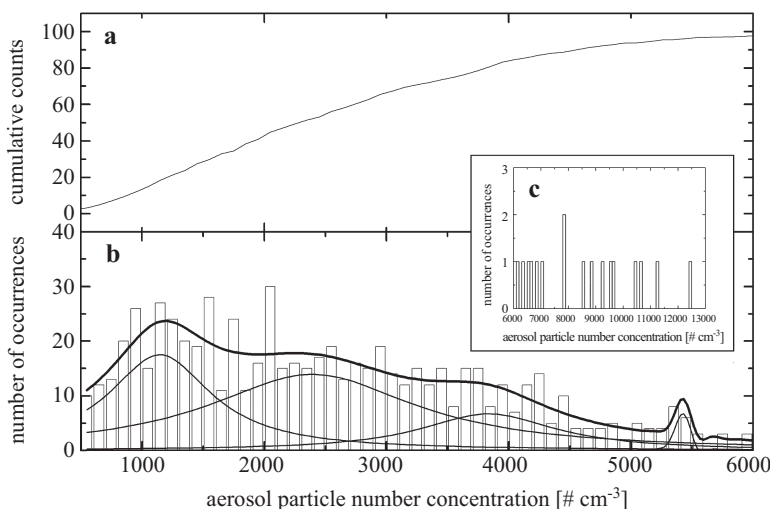 a
cumulative counts
100
80
60
40
20
0
c
number of occurrences
3
2
1
0
6000 7000 8000 9000 10000 11000 12000 13000
aerosol particle number concentration [# cm-3]
b
number of occurrences
40
30
20
10
0
1000 2000 3000 4000 5000 6000
aerosol particle number concentration [# cm-3]